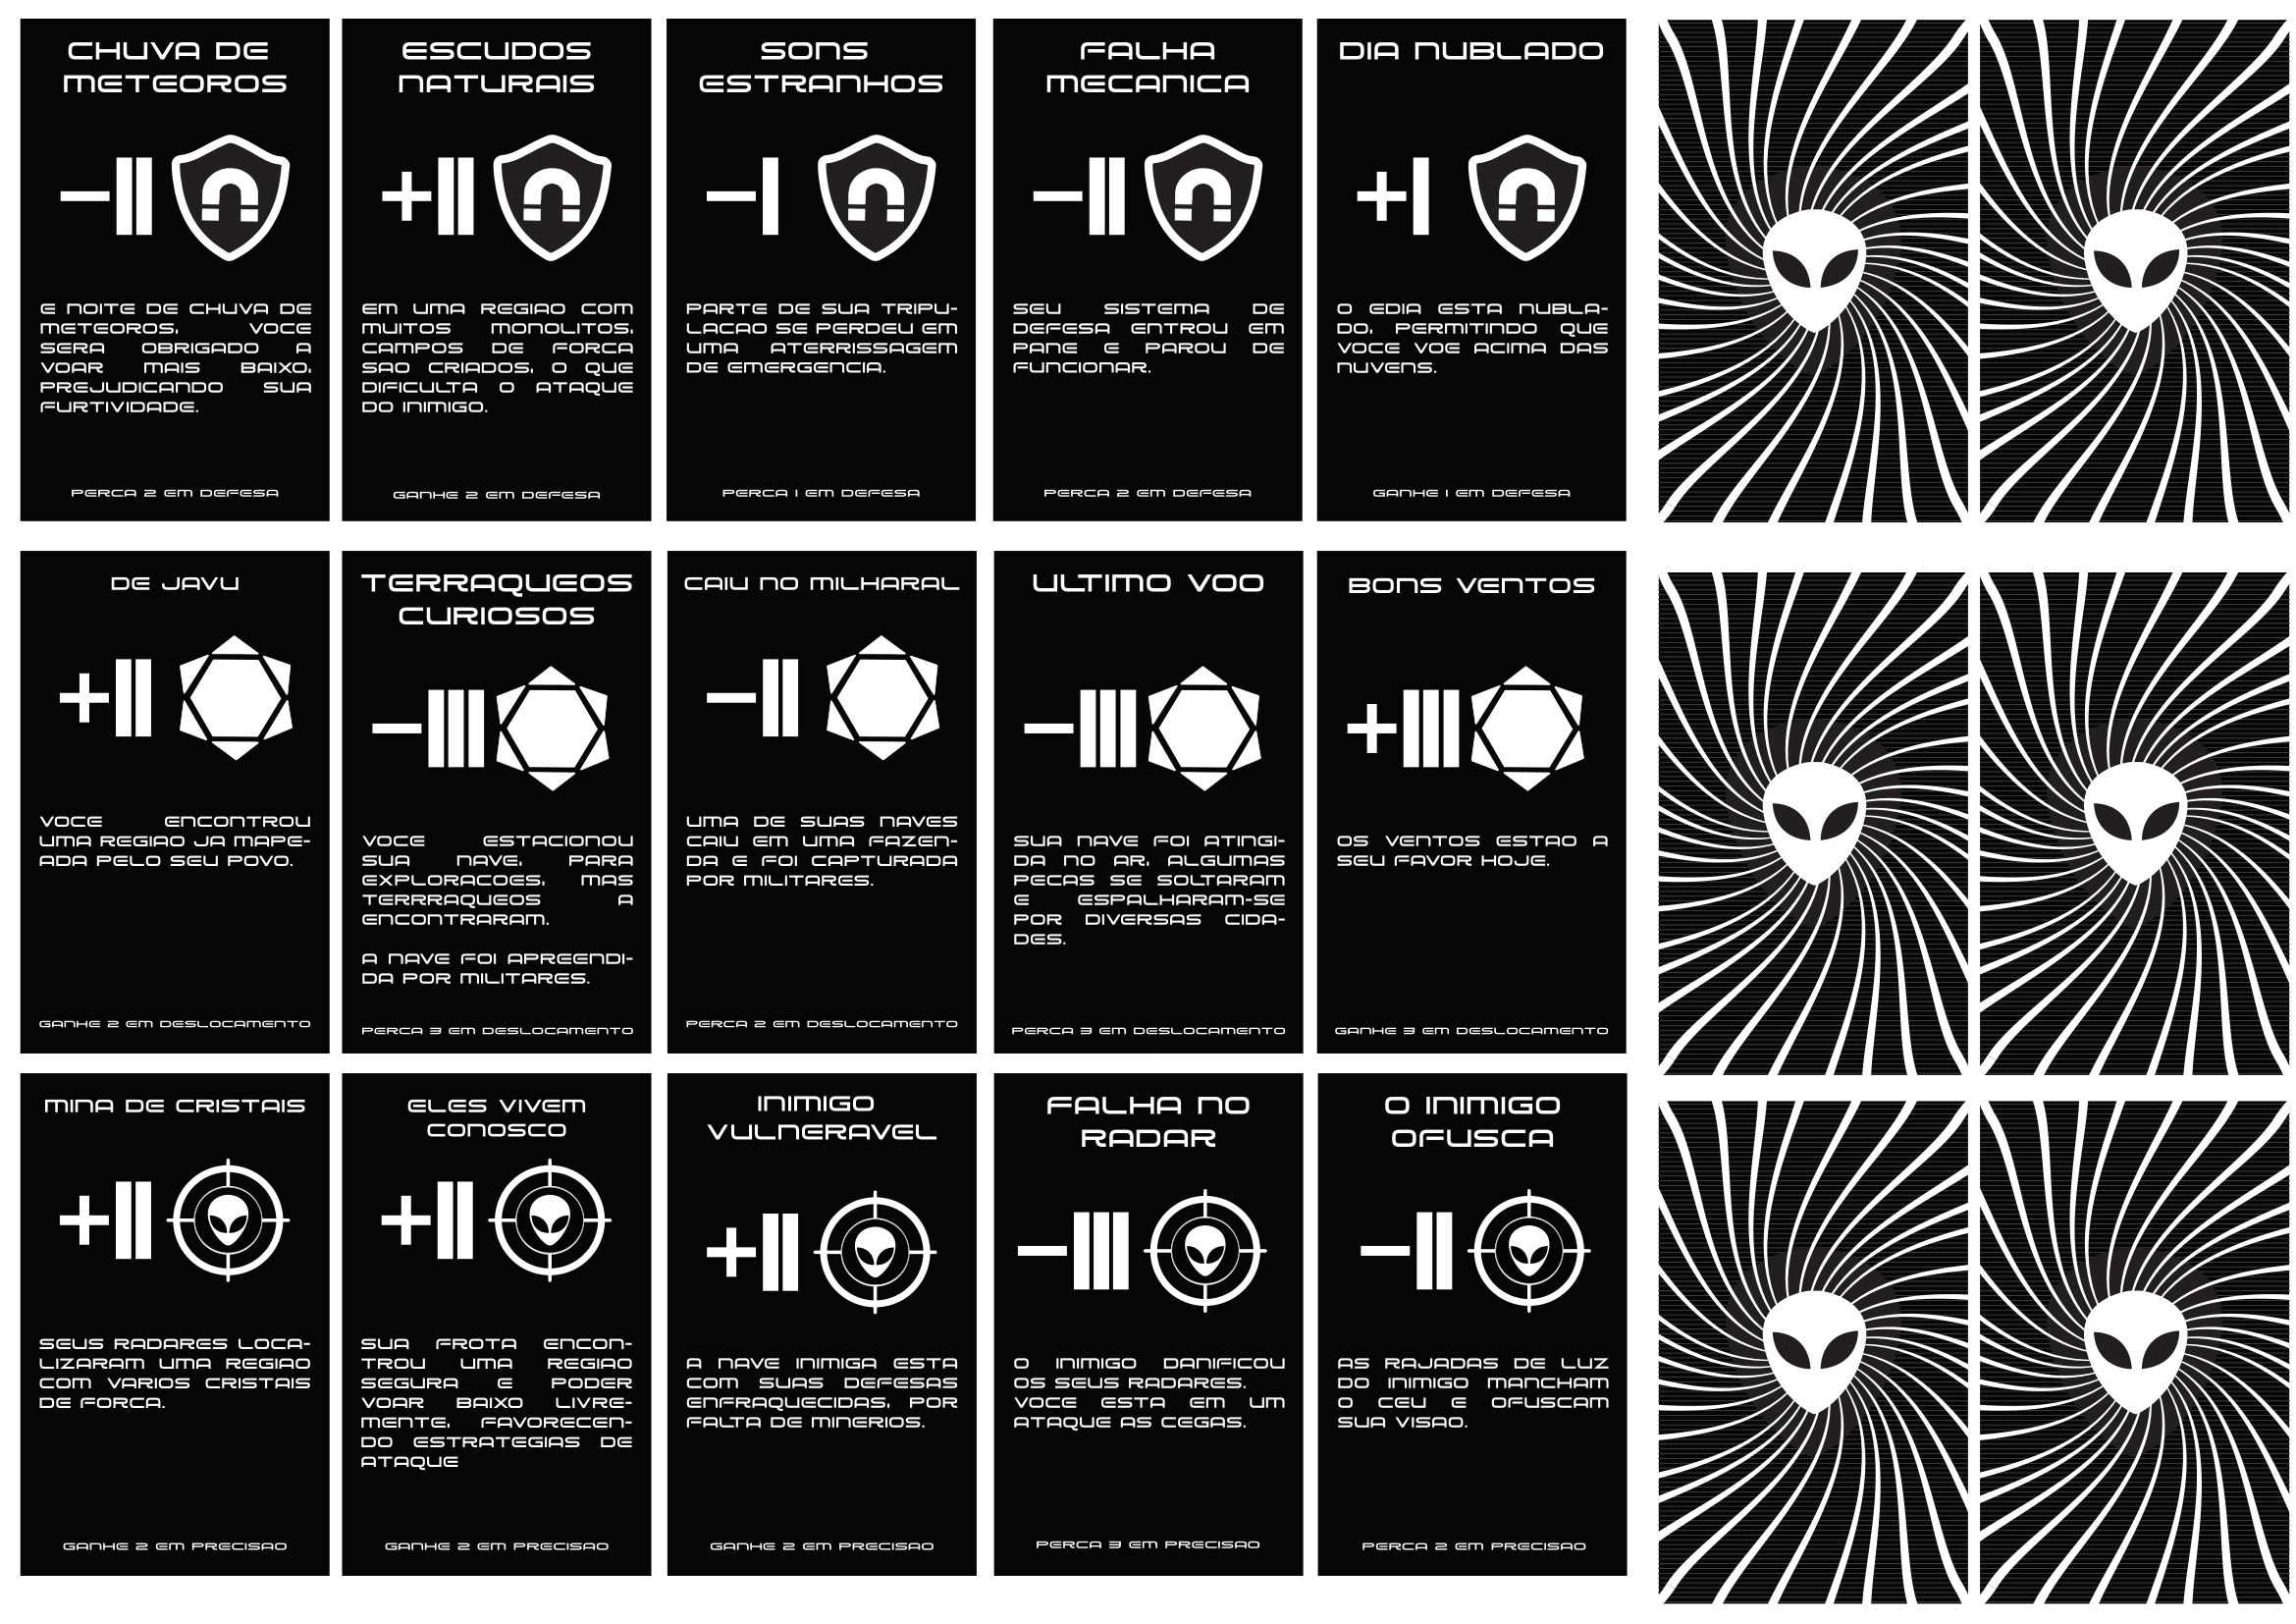 CHUVA DE
METEOROS
E NOITE DE CHUVA DE
METEOROS, VOCE
SERA OBRIGADO A
VOAR MAIS BAIXO,
PREJUDICANDO SUA
FURTIVIDADE.
PERCA 2 EM DEFESA
ESCUDOS
NATURAIS
EM UMA REGIAO COM
MUITOS MONOLITOS,
CAMPOS DE FORCA
SAO CRIADOS, O QUE
DIFICULTA O ATAQUE
DO INIMIGO.
GANHE 2 EM DEFESA
SONS
ESTRANHOS
PARTE DE SUA TRIPU-
LACAO SE PERDEU EM
UMA ATERRISSAGEM
DE EMERGENCIA.
PERCA 1 EM DEFESA
FALHA
MECANICA
SEU SISTEMA DE
DEFESA ENTROU EM
PANE E PAROU DE
FUNCIONAR.
PERCA 2 EM DEFESA
DIA NUBLADO
O EDIA ESTA NUBLA-
DO, PERMITINDO QUE
VOCE VOE ACIMA DAS
NUVENS.
GANHE 1 EM DEFESA
DE JAVU
VOCE ENCONTROU
UMA REGIAO JA MAPE-
ADA PELO SEU POVO.
GANHE 2 EM DESLOCAMENTO
TERRAQUEOS
CURIOSOS
VOCE ESTACIONOU
SUA NAVE, PARA
EXPLORACOES, MAS
TERRRAQUEOS A
ENCONTRARAM.
A NAVE FOI APREENDI-
DA POR MILITARES.
PERCA 3 EM DESLOCAMENTO
CAIU NO MILHARAL
UMA DE SUAS NAVES
CAIU EM UMA FAZEN-
DA E FOI CAPTURADA
POR MILITARES.
PERCA 2 EM DESLOCAMENTO
ULTIMO VOO
SUA NAVE FOI ATINGI-
DA NO AR, ALGUMAS
PECAS SE SOLTARAM
E ESPALHARAM-SE
POR DIVERSAS CIDA-
DES.
PERCA 3 EM DESLOCAMENTO
BONS VENTOS
OS VENTOS ESTAO A
SEU FAVOR HOJE.
GANHE 3 EM DESLOCAMENTO
MINA DE CRISTAIS
SEUS RADARES LOCA-
LIZARAM UMA REGIAO
COM VARIOS CRISTAIS
DE FORCA.
GANHE 2 EM PRECISAO
ELES VIVEM
CONOSCO
SUA FROTA ENCON-
TROU UMA REGIAO
SEGURA E PODER
VOAR BAIXO LIVRE-
MENTE, FAVORECEN-
DO ESTRATEGIAS DE
ATAQUE
GANHE 2 EM PRECISAO
INIMIGO
VULNERAVEL
A NAVE INIMIGA ESTA
COM SUAS DEFESAS
ENFRAQUECIDAS, POR
FALTA DE MINERIOS.
GANHE 2 EM PRECISAO
FALHA NO
RADAR
O INIMIGO DANIFICOU
OS SEUS RADARES.
VOCE ESTA EM UM
ATAQUE AS CEGAS.
PERCA 3 EM PRECISAO
O INIMIGO
OFUSCA
AS RAJADAS DE LUZ
DO INIMIGO MANCHAM
O CEU E OFUSCAM
SUA VISAO.
PERCA 2 EM PRECISAO